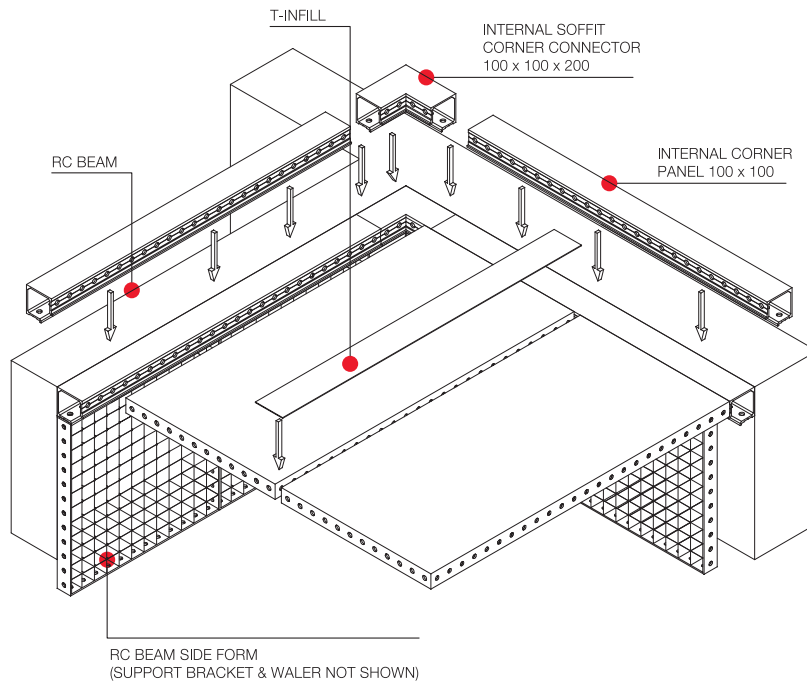 T-INFILL
INTERNAL SOFFIT
CORNER CONNECTOR
100 x 100 x 200
RC BEAM
INTERNAL CORNER
PANEL 100 x 100
RC BEAM SIDE FORM
(SUPPORT BRACKET & WALER NOT SHOWN)